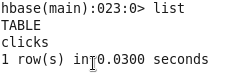 hbase(main):023:0> list
TABLE
clicks
1 row(s) in 0.0300 seconds